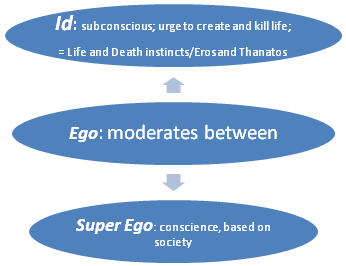 Id: subconscious; urge to create and kill life;
= Life and Death instincts/Erosand Thanatos
Ego: moderates between
Super Ego: conscience, based on
society